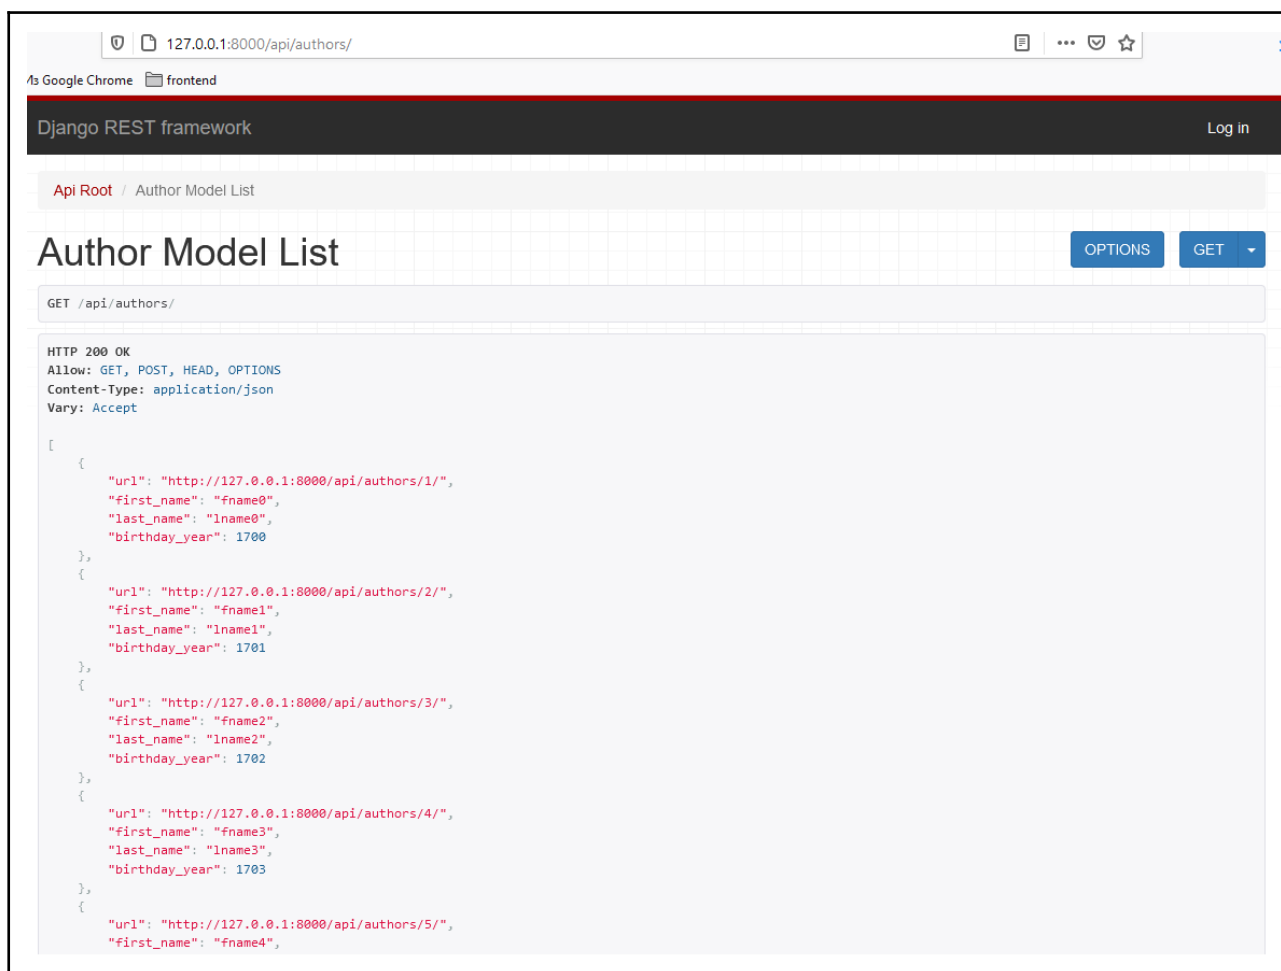 127.0.0.1:8000/api/authors/
Google Chrome frontend
Django REST framework Log in
Api Root / Author Model List
Author Model List OPTIONS GET
GET /api/authors/
HTTP 200 OK
Allow: GET, POST, HEAD, OPTIONS
Content-Type: application/json
Vary: Accept
[
{
"url": "http://127.0.0.1:8000/api/authors/1/",
"first_name": "fname0",
"last_name": "lname0",
"birthday_year": 1700
},
{
"url": "http://127.0.0.1:8000/api/authors/2/",
"first_name": "fname1",
"last_name": "lname1",
"birthday_year": 1701
},
{
"url": "http://127.0.0.1:8000/api/authors/3/",
"first_name": "fname2",
"last_name": "lname2",
"birthday_year": 1702
},
{
"url": "http://127.0.0.1:8000/api/authors/4/",
"first_name": "fname3",
"last_name": "lname3",
"birthday_year": 1703
},
{
"url": "http://127.0.0.1:8000/api/authors/5/",
"first_name": "fname4",